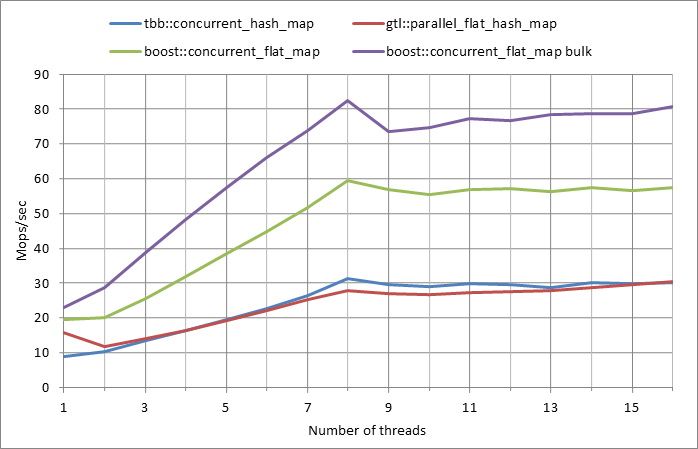 tbb::concurrent_hash_map gtl::parallel_flat_hash_map
boost::concurrent_flat_map boost::concurrent_flat_map bulk
90
80
70
60
50
40
30
20
10
0
Mops/sec
1 3 5 7 9 11 13 15
Number of threads